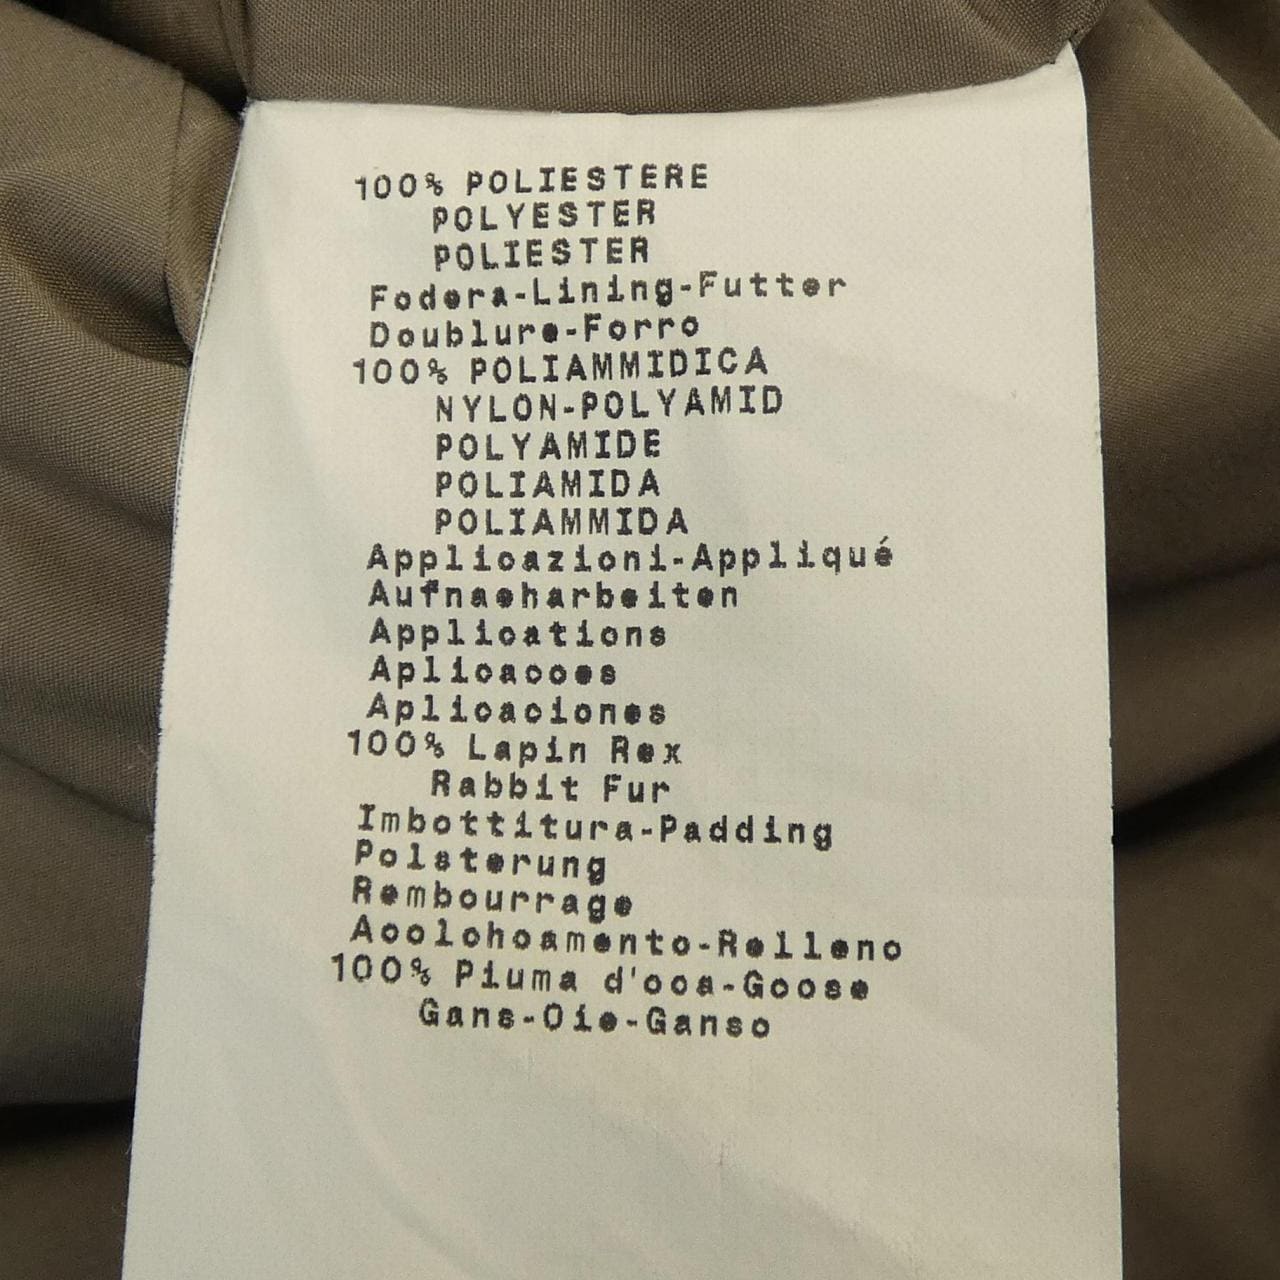 100% POLIESTERE
POLYESTER
POLIESTER
Fodera-Lining-Futter
Doublure-Forro
100% POLIAMMIDICA
NYLON-POLYAMID
POLYAMIDE
POLIAMIDA
POLIAMMIDA
Applicazioni-Appliqué
Aufnaeharbeiten
Applications
Aplicacoes
Aplicaciones
100% Lapin Rex
Rabbit Fur
Imbottitura-Padding
Polsterung
Rembourrage
Acolchoamento-Relleno
100% Piuma d'oca-Goose
Gans-Oie-Ganso